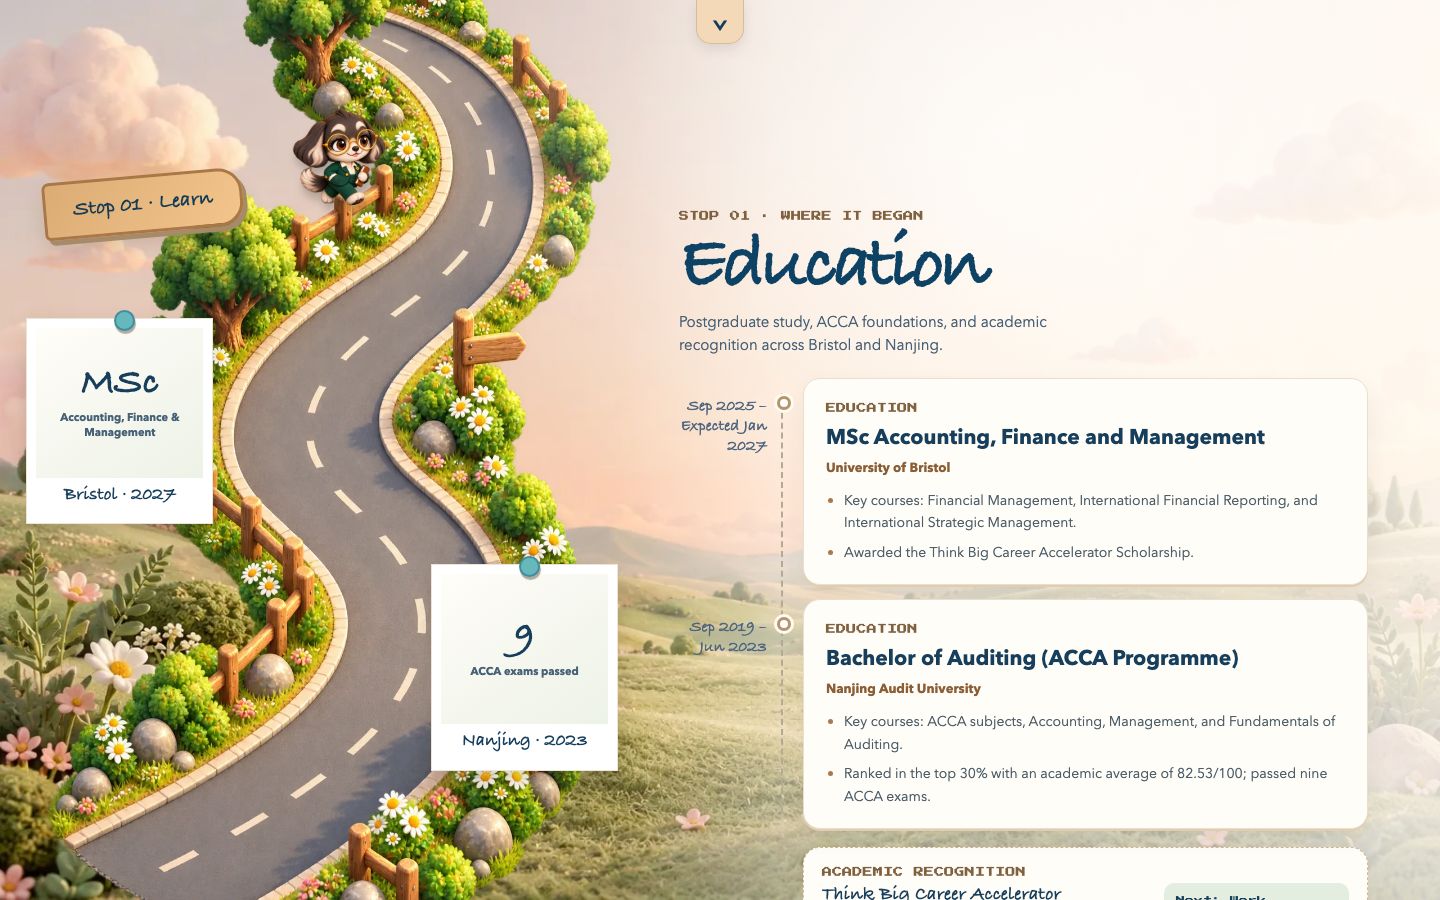 Stop 01 · Learn
MSc
Accounting, Finance &
Management
Bristol · 2027
9
ACCA exams passed
Nanjing · 2023
STOP 01 · WHERE IT BEGAN
Education
Postgraduate study, ACCA foundations, and academic
recognition across Bristol and Nanjing.
Sep 2025 –
Expected Jan
2027
EDUCATION
MSc Accounting, Finance and Management
University of Bristol
• Key courses: Financial Management, International Financial Reporting, and
International Strategic Management.
• Awarded the Think Big Career Accelerator Scholarship.
Sep 2019 –
Jun 2023
EDUCATION
Bachelor of Auditing (ACCA Programme)
Nanjing Audit University
• Key courses: ACCA subjects, Accounting, Management, and Fundamentals of
Auditing.
• Ranked in the top 30% with an academic average of 82.53/100; passed nine
ACCA exams.
ACADEMIC RECOGNITION
Think Big Career Accelerator
Next: Work